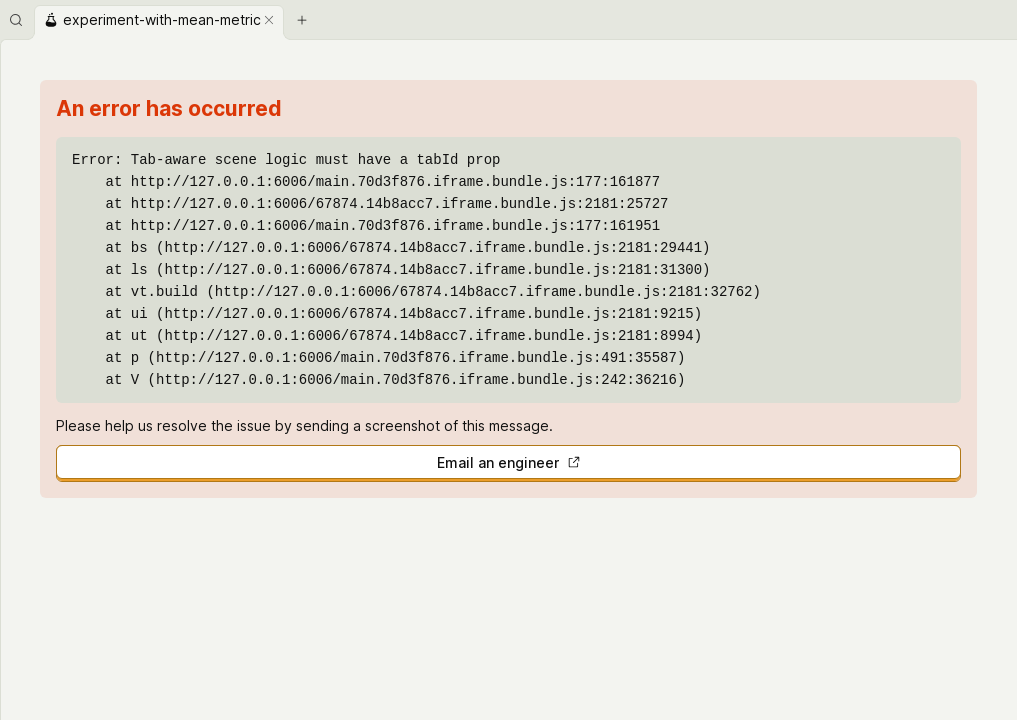 experiment-with-mean-metric
An error has occurred
Error: Tab-aware scene logic must have a tabId prop
at http://127.0.0.1:6006/main.70d3f876.iframe.bundle.js:177:161877
at http://127.0.0.1:6006/67874.14b8acc7.iframe.bundle.js:2181:25727
at http://127.0.0.1:6006/main.70d3f876.iframe.bundle.js:177:161951
at bs (http://127.0.0.1:6006/67874.14b8acc7.iframe.bundle.js:2181:29441)
at ls (http://127.0.0.1:6006/67874.14b8acc7.iframe.bundle.js:2181:31300)
at vt.build (http://127.0.0.1:6006/67874.14b8acc7.iframe.bundle.js:2181:32762)
at ui (http://127.0.0.1:6006/67874.14b8acc7.iframe.bundle.js:2181:9215)
at ut (http://127.0.0.1:6006/67874.14b8acc7.iframe.bundle.js:2181:8994)
at p (http://127.0.0.1:6006/main.70d3f876.iframe.bundle.js:491:35587)
at V (http://127.0.0.1:6006/main.70d3f876.iframe.bundle.js:242:36216)
Please help us resolve the issue by sending a screenshot of this message.
Email an engineer